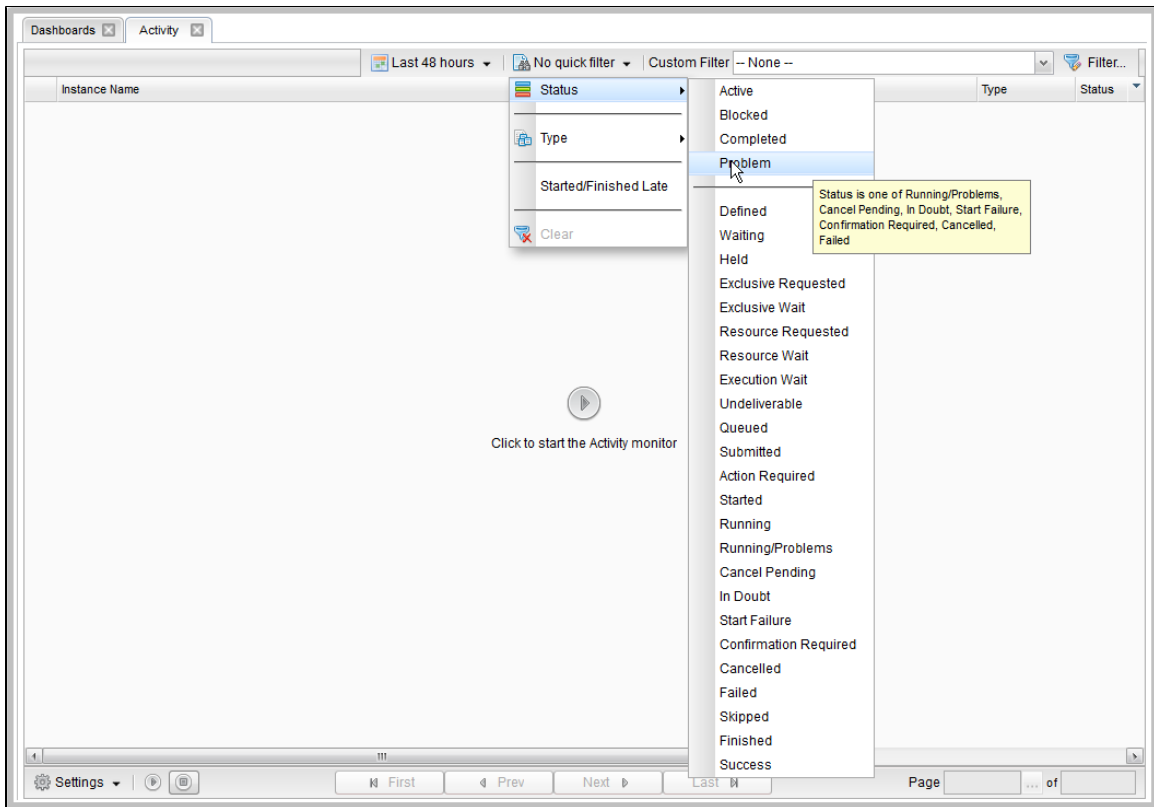 Dashboards
Activity
Last 48 hours
No quick filter
Custom Filter
-- None --
Filter...
Instance Name
Type
Status
Status
Type
Started/Finished Late
Clear
Active
Blocked
Completed
Problem
Defined
Waiting
Held
Exclusive Requested
Exclusive Wait
Resource Requested
Resource Wait
Execution Wait
Undeliverable
Queued
Submitted
Action Required
Started
Running
Running/Problems
Cancel Pending
In Doubt
Start Failure
Confirmation Required
Cancelled
Failed
Skipped
Finished
Success
Status is one of Running/Problems,
Cancel Pending, In Doubt, Start Failure,
Confirmation Required, Cancelled,
Failed
Click to start the Activity monitor
Settings
First
Prev
Next
Last
Page
... of